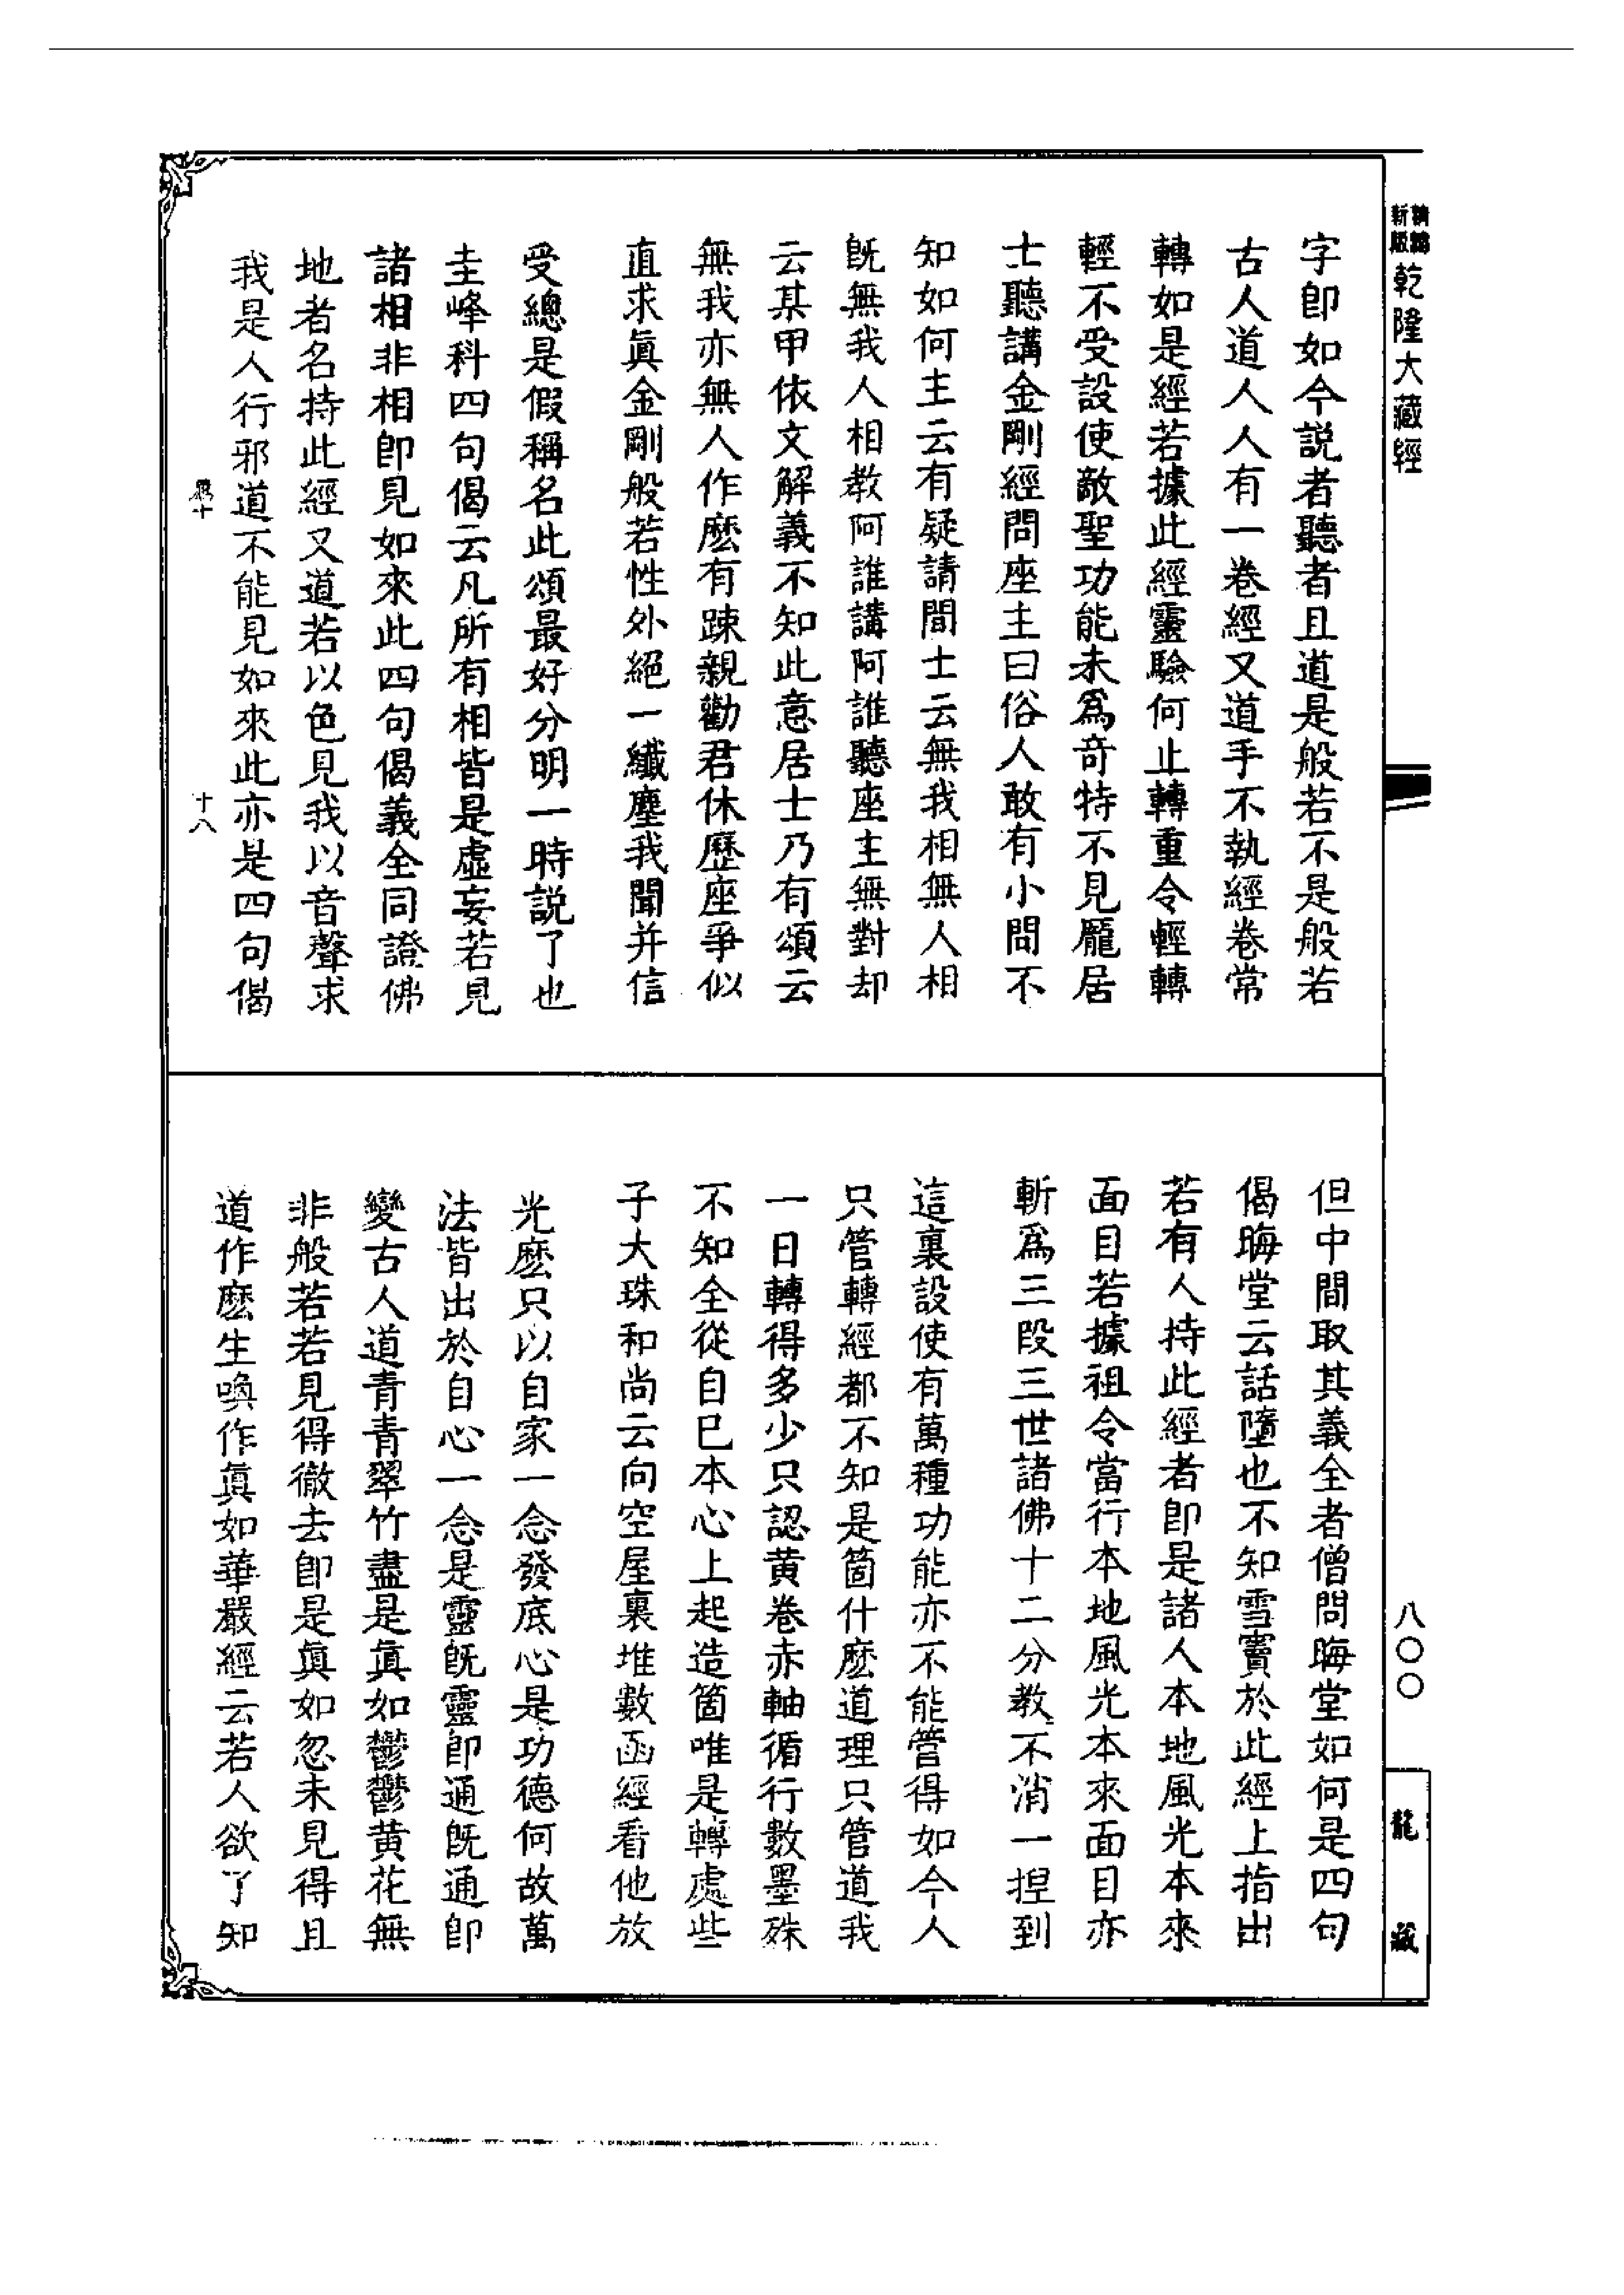 新版
乾隆大藏經
字即如今説者聽者且道是般若不是般若
古人道人人有一卷經又道手不執經卷常
轉如是經若據此經靈驗何止轉重令輕轉
輕不受設使敵聖功能未爲奇特不見龐居
士聽講金剛經問座主曰俗人敢有小問不
知如何主云有疑請問士云無我相無人相
既無我人相教阿誰講阿誰聽座主無對却
云某甲依文解義不知此意居士乃有頌云
無我亦無人作麽有踈親勸君休歷座爭似
直求眞金剛般若性外絕一纖塵我聞并信
受總是假稱名此頌最好分明一時説了也
圭峰科四句偈云凡所有相皆是虛妄若見
諸相非相即見如來此四句偈義全同證佛
地者名持此經又道若以色見我以音聲求
我是人行邪道不能見如來此亦是四句偈
十八
但中間取其義全者僧問晦堂如何是四句
偈晦堂云話墮也不知雪竇於此經上指出
若有人持此經者即是諸人本地風光本來
面目若據祖令當行本地風光本來面目亦
斬爲三段三世諸佛十二分教不消一揑到
這裏設使有萬種功能亦不能管得如今人
只管轉經都不知是箇什麽道理只管道我
一日轉得多少只認黄卷赤軸循行數墨殊
不知全從自巳本心上起造箇唯是轉處些
子大珠和尚云向空屋裏堆數函經看他放
光麽只以自家一念發底心是功德何故萬
法皆出於自心一念是靈既靈即通既通即
變古人道青青翠竹盡是眞如鬱鬱黄花無
非般若若見得徹去即是眞如忽未見得且
道作麽生喚作眞如華嚴經云若人欲了知
八〇〇
龍藏